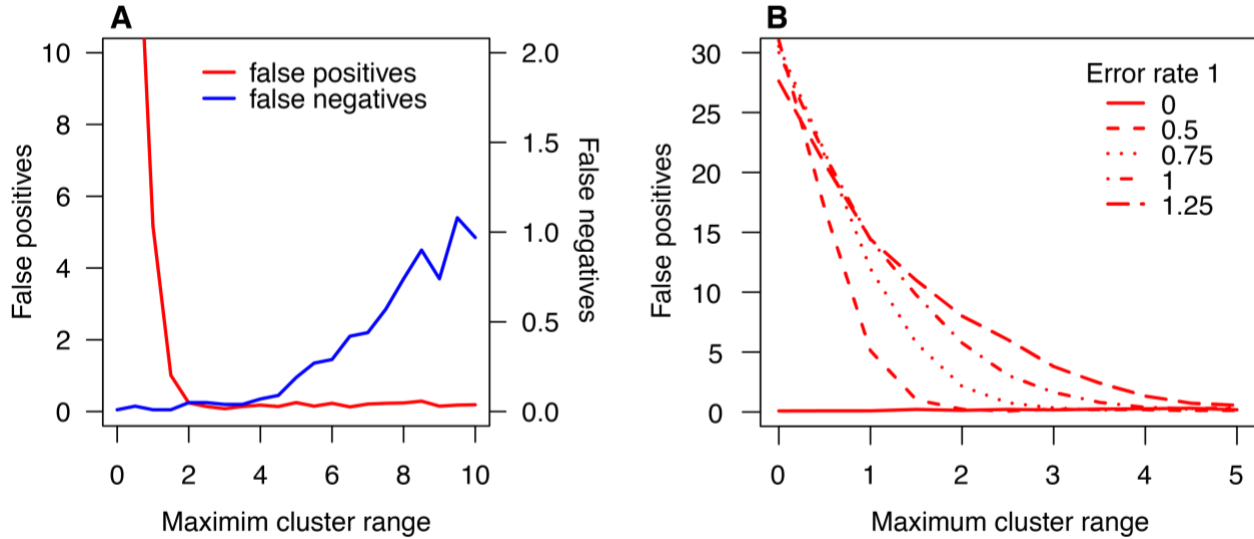 A
10
8
6
4
2
0
False positives
false positives
false negatives
2.0
1.5
1.0
0.5
0.0
False negatives
0 2 4 6 8 10
Maximim cluster range
B
30
25
20
15
10
5
0
False positives
Error rate 1
0
0.5
0.75
1
1.25
0 1 2 3 4 5
Maximum cluster range